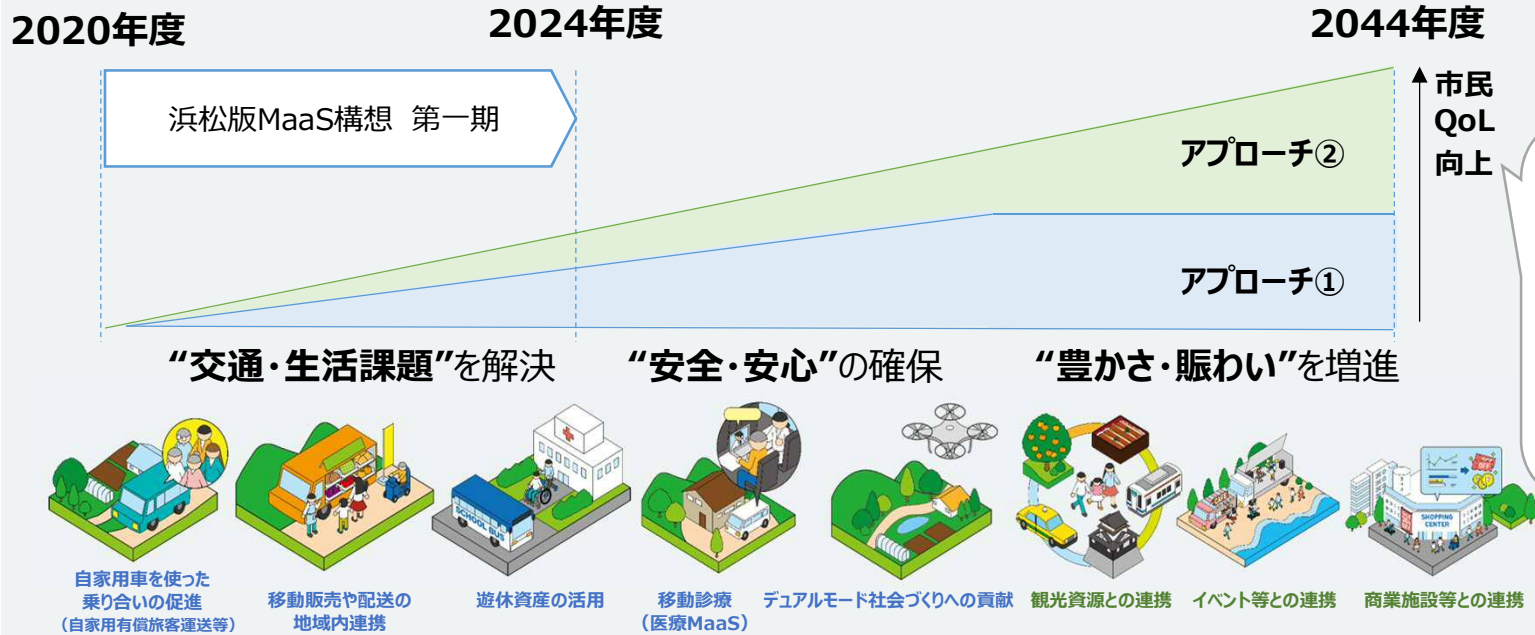 2020年度
2024年度
2044年度
浜松版MaaS構想 第一期
市民
QoL
向上
アプローチ②
アプローチ①
“交通・生活課題”を解決
“安全・安心”の確保
“豊かさ・賑わい”を増進
SCHOOL BUS
SHOPPING
CENTER
自家用車を使った
乗り合いの促進
（自家用有償旅客運送等）
移動販売や配送の
地域内連携
遊休資産の活用
移動診療
（医療MaaS）
デュアルモード社会づくりへの貢献
観光資源との連携
イベント等との連携
商業施設等との連携